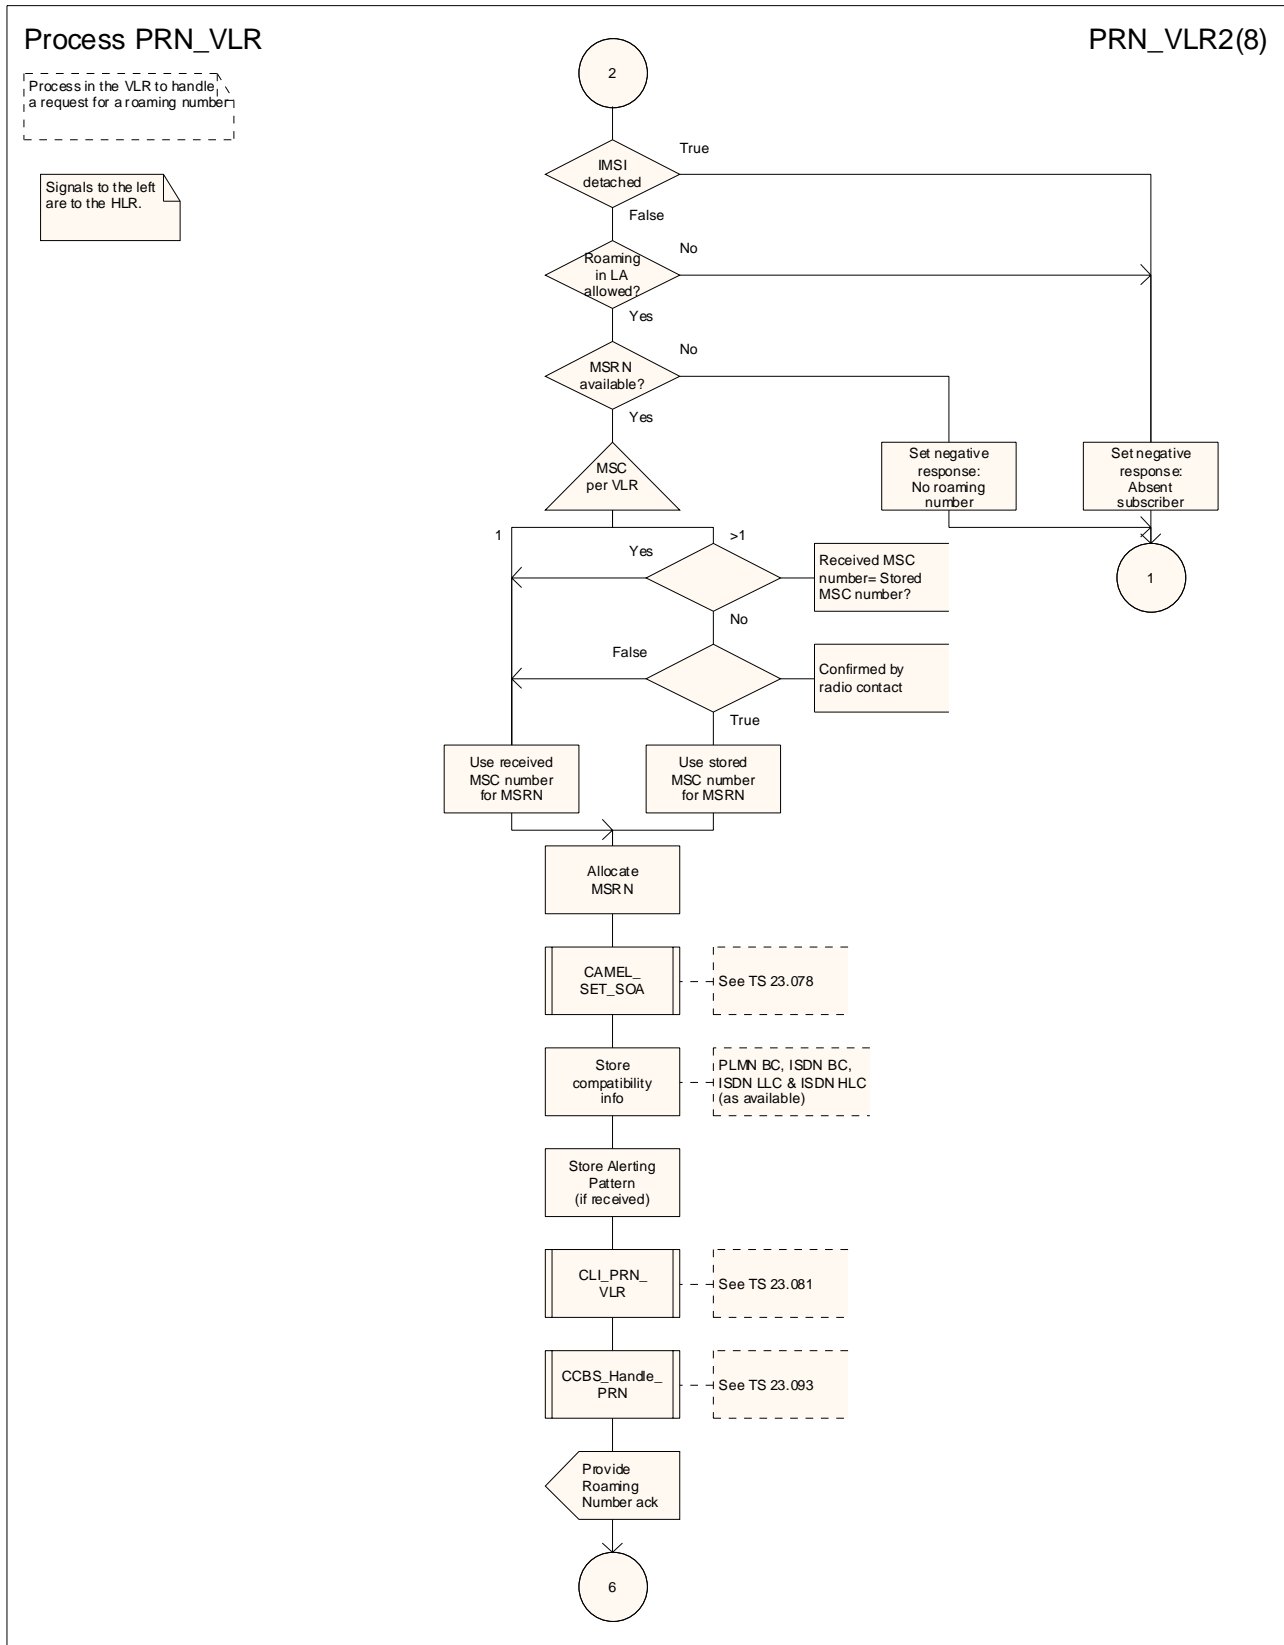 Process PRN_VLR
PRN_VLR2(8)
Process in the VLR to handle
a request for a roaming number
Signals to the left
are to the HLR.
2
IMSI
detached
True
False
Roaming
in LA
allowed?
No
Yes
MSRN
available?
No
Yes
MSC
per VLR
Set negative
response:
No roaming
number
Set negative
response:
Absent
subscriber
1
>1
Yes
Received MSC
number= Stored
MSC number?
1
No
False
Confirmed by
radio contact
True
Use received
MSC number
for MSRN
Use stored
MSC number
for MSRN
Allocate
MSRN
CAMEL_
SET_SOA
See TS 23.078
Store
compatibility
info
PLMN BC, ISDN BC,
ISDN LLC & ISDN HLC
(as available)
Store Alerting
Pattern
(if received)
CLI_PRN_
VLR
See TS 23.081
CCBS_Handle_
PRN
See TS 23.093
Provide
Roaming
Number ack
6